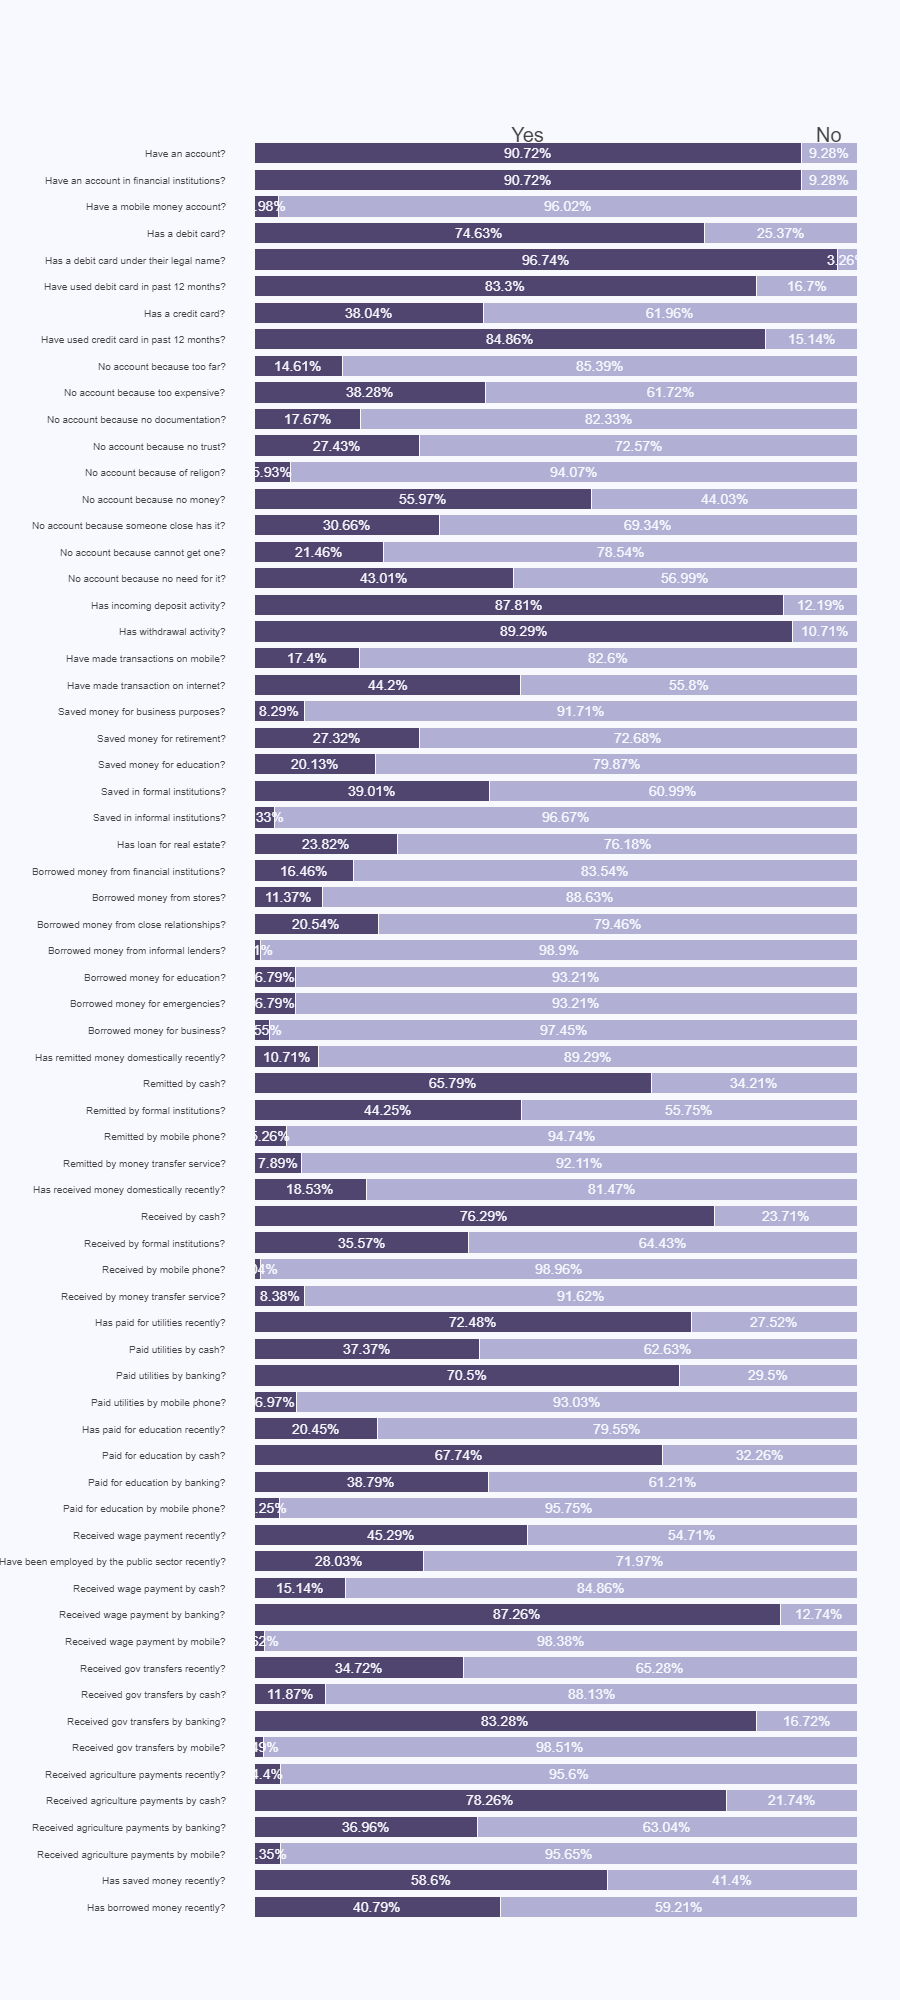 Yes No
Have an account? 90.72% 9.28%
Have an account in financial institutions? 90.72% 9.28%
Have a mobile money account? .98% 96.02%
Has a debit card? 74.63% 25.37%
Has a debit card under their legal name? 96.74% 3.26%
Have used debit card in past 12 months? 83.3% 16.7%
Has a credit card? 38.04% 61.96%
Have used credit card in past 12 months? 84.86% 15.14%
No account because too far? 14.61% 85.39%
No account because too expensive? 38.28% 61.72%
No account because no documentation? 17.67% 82.33%
No account because no trust? 27.43% 72.57%
No account because of religon? 5.93% 94.07%
No account because no money? 55.97% 44.03%
No account because someone close has it? 30.66% 69.34%
No account because cannot get one? 21.46% 78.54%
No account because no need for it? 43.01% 56.99%
Has incoming deposit activity? 87.81% 12.19%
Has withdrawal activity? 89.29% 10.71%
Have made transactions on mobile? 17.4% 82.6%
Have made transaction on internet? 44.2% 55.8%
Saved money for business purposes? 8.29% 91.71%
Saved money for retirement? 27.32% 72.68%
Saved money for education? 20.13% 79.87%
Saved in formal institutions? 39.01% 60.99%
Saved in informal institutions? 33% 96.67%
Has loan for real estate? 23.82% 76.18%
Borrowed money from financial institutions? 16.46% 83.54%
Borrowed money from stores? 11.37% 88.63%
Borrowed money from close relationships? 20.54% 79.46%
Borrowed money from informal lenders? 1% 98.9%
Borrowed money for education? 6.79% 93.21%
Borrowed money for emergencies? 6.79% 93.21%
Borrowed money for business? 55% 97.45%
Has remitted money domestically recently? 10.71% 89.29%
Remitted by cash? 65.79% 34.21%
Remitted by formal institutions? 44.25% 55.75%
Remitted by mobile phone? 5.26% 94.74%
Remitted by money transfer service? 7.89% 92.11%
Has received money domestically recently? 18.53% 81.47%
Received by cash? 76.29% 23.71%
Received by formal institutions? 35.57% 64.43%
Received by mobile phone? 04% 98.96%
Received by money transfer service? 8.38% 91.62%
Has paid for utilities recently? 72.48% 27.52%
Paid utilities by cash? 37.37% 62.63%
Paid utilities by banking? 70.5% 29.5%
Paid utilities by mobile phone? 6.97% 93.03%
Has paid for education recently? 20.45% 79.55%
Paid for education by cash? 67.74% 32.26%
Paid for education by banking? 38.79% 61.21%
Paid for education by mobile phone? .25% 95.75%
Received wage payment recently? 45.29% 54.71%
Have been employed by the public sector recently? 28.03% 71.97%
Received wage payment by cash? 15.14% 84.86%
Received wage payment by banking? 87.26% 12.74%
Received wage payment by mobile? 62% 98.38%
Received gov transfers recently? 34.72% 65.28%
Received gov transfers by cash? 11.87% 88.13%
Received gov transfers by banking? 83.28% 16.72%
Received gov transfers by mobile? 49% 98.51%
Received agriculture payments recently? 4.4% 95.6%
Received agriculture payments by cash? 78.26% 21.74%
Received agriculture payments by banking? 36.96% 63.04%
Received agriculture payments by mobile? .35% 95.65%
Has saved money recently? 58.6% 41.4%
Has borrowed money recently? 40.79% 59.21%